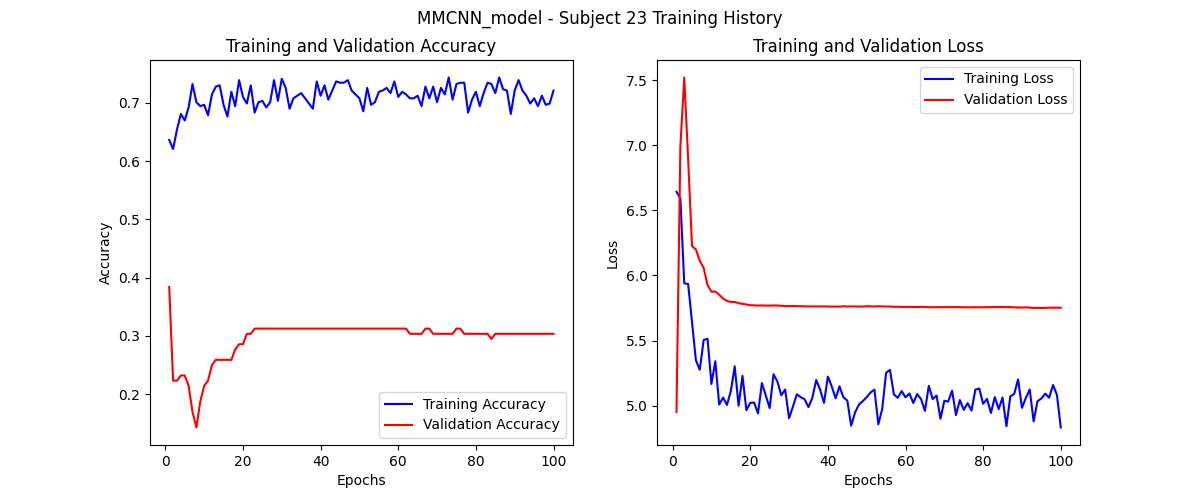 MMCNN_model - Subject 23 Training History
Training and Validation Accuracy
0.7
0.6
0.5
0.4
0.3
0.2
Accuracy
Training Accuracy
Validation Accuracy
0
20
40
60
80
100
Epochs
Training and Validation Loss
7.5
7.0
6.5
6.0
5.5
5.0
Loss
Training Loss
Validation Loss
0
20
40
60
80
100
Epochs